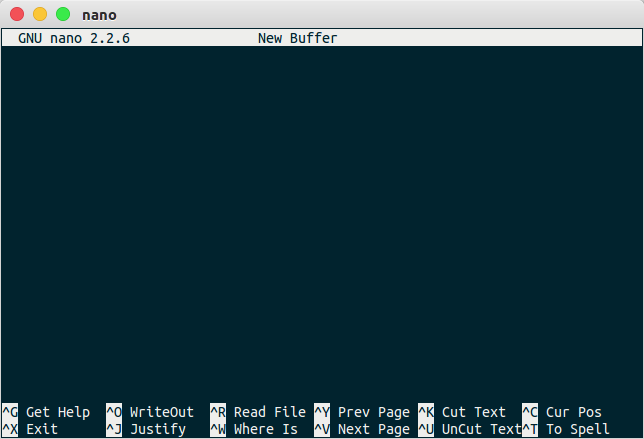 nano
GNU nano 2.2.6 New Buffer
^G Get Help ^O WriteOut ^R Read File ^Y Prev Page ^K Cut Text ^C Cur Pos
^X Exit ^J Justify ^W Where Is ^V Next Page ^U UnCut Text^T To Spell